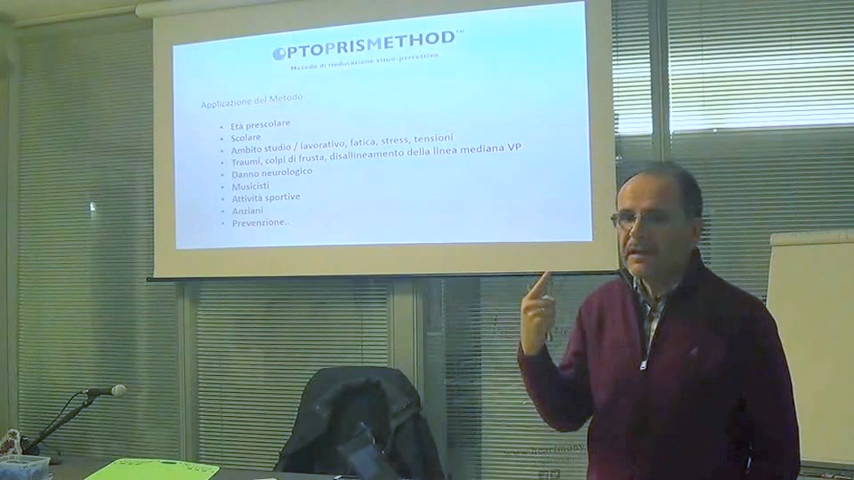 OPTOPRISMETHOD™
Metodo di rieducazione visuo-percettivo
Applicazione del Metodo
• Età prescolare
• Scolare
• Ambito studio / lavorativo, fatica, stress, tensioni
• Traumi, colpi di frusta, disallineamento della linea mediana VP
• Danno neurologico
• Musicisti
• Attività sportive
• Anziani
• Prevenzione..